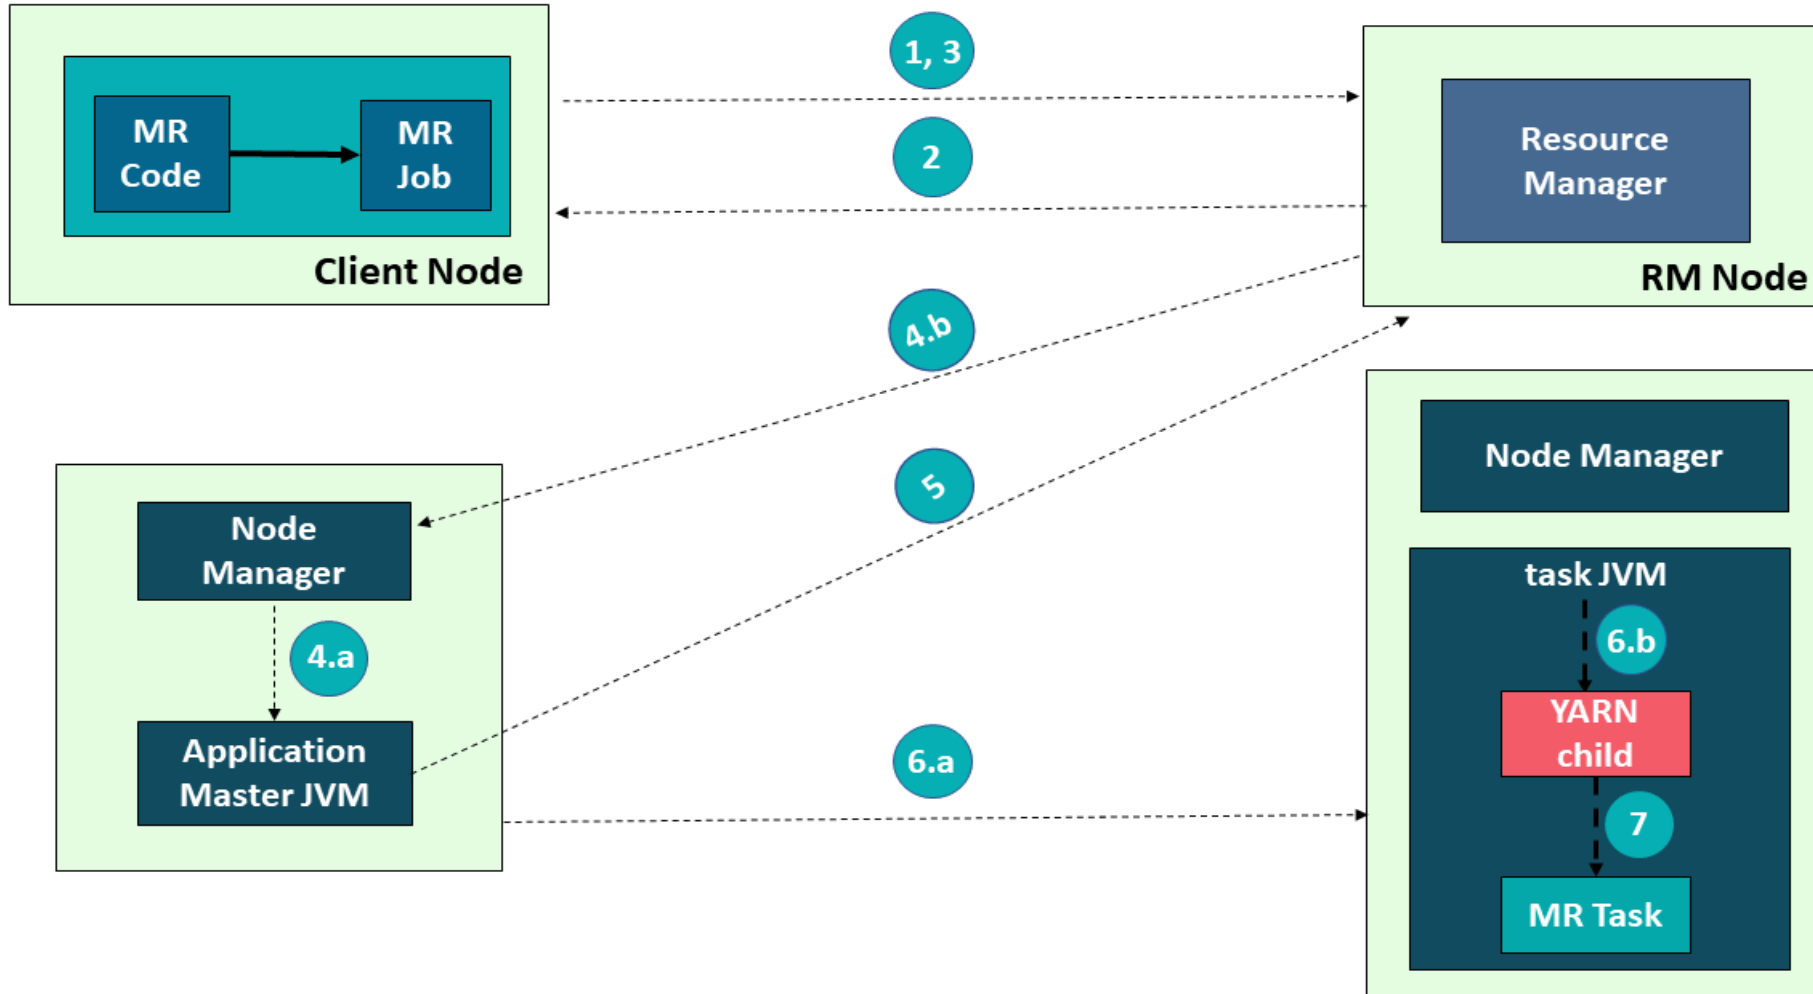 MR
Code
MR
Job
Client Node
1, 3
2
Resource
Manager
RM Node
4.b
5
Node
Manager
4.a
Application
Master JVM
6.a
Node Manager
task JVM
6.b
YARN
child
7
MR Task